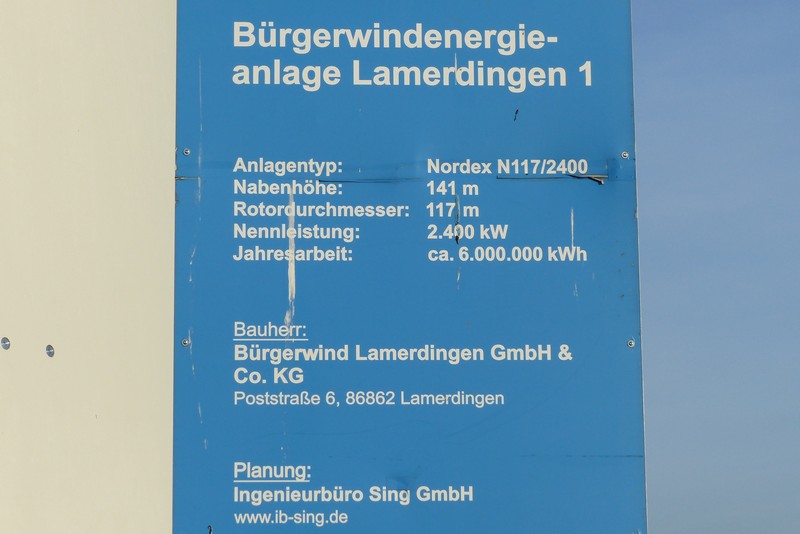 Bürgerwindenergie-
anlage Lamerdingen 1
Anlagentyp: Nordex N117/2400
Nabenhöhe: 141 m
Rotordurchmesser: 117 m
Nennleistung: 2.400 kW
Jahresarbeit: ca. 6.000.000 kWh
Bauherr:
Bürgerwind Lamerdingen GmbH &
Co. KG
Poststraße 6, 86862 Lamerdingen
Planung:
Ingenieurbüro Sing GmbH
www.ib-sing.de